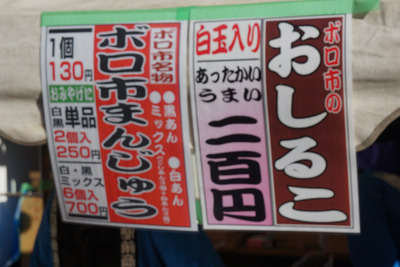 ボロ市名物
ボロ市まんじゅう
●黒あん
●白あん
●ミックス
1個
130円
おみやげに
白
黒
単品
2個入
250円
白・黒
ミックス
6個入
700円
ボロ市の
おしるこ
白玉入り
あったかい
うまい
二百円